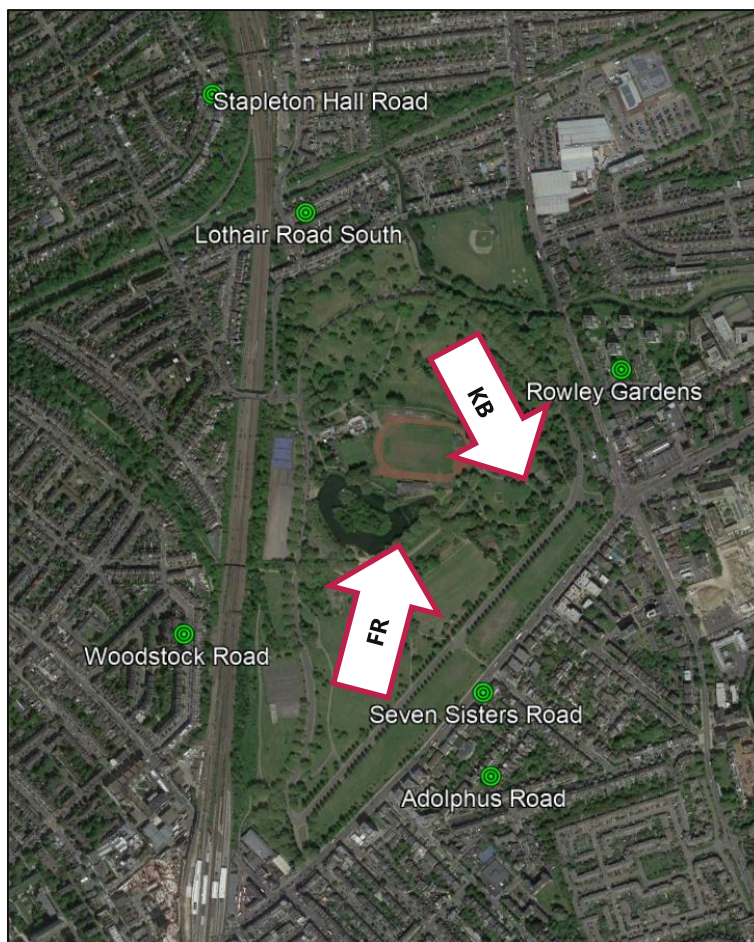 Stapleton Hall Road
Lothair Road South
KB
Rowley Gardens
FR
Woodstock Road
Seven Sisters Road
Adolphus Road